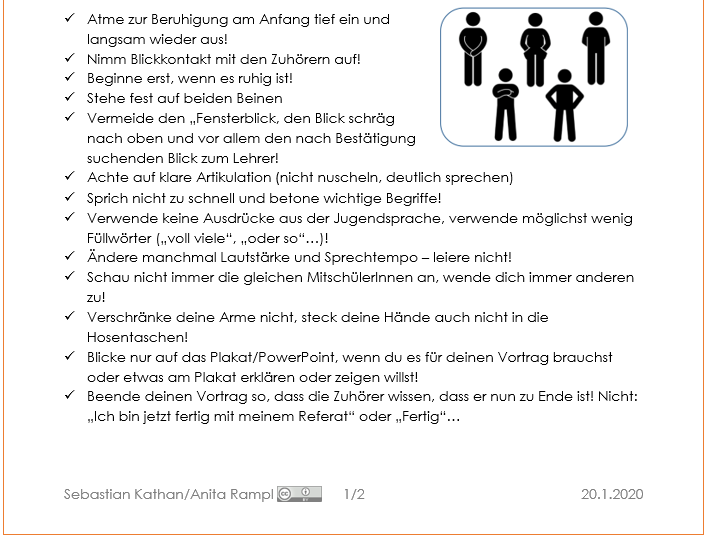 ✓ Atme zur Beruhigung am Anfang tief ein und
langsam wieder aus!
✓ Nimm Blickkontakt mit den Zuhörern auf!
✓ Beginne erst, wenn es ruhig ist!
✓ Stehe fest auf beiden Beinen
✓ Vermeide den „Fensterblick, den Blick schräg
nach oben und vor allem den nach Bestätigung
suchenden Blick zum Lehrer!
✓ Achte auf klare Artikulation (nicht nuscheln, deutlich sprechen)
✓ Sprich nicht zu schnell und betone wichtige Begriffe!
✓ Verwende keine Ausdrücke aus der Jugendsprache, verwende möglichst wenig
Füllwörter („voll viele“, „oder so“…)!
✓ Ändere manchmal Lautstärke und Sprechtempo – leiere nicht!
✓ Schau nicht immer die gleichen MitschülerInnen an, wende dich immer anderen
zu!
✓ Verschränke deine Arme nicht, steck deine Hände auch nicht in die
Hosentaschen!
✓ Blicke nur auf das Plakat/PowerPoint, wenn du es für deinen Vortrag brauchst
oder etwas am Plakat erklären oder zeigen willst!
✓ Beende deinen Vortrag so, dass die Zuhörer wissen, dass er nun zu Ende ist! Nicht:
„Ich bin jetzt fertig mit meinem Referat“ oder „Fertig“…
Sebastian Kathan/Anita Rampl cc 1/2 20.1.2020